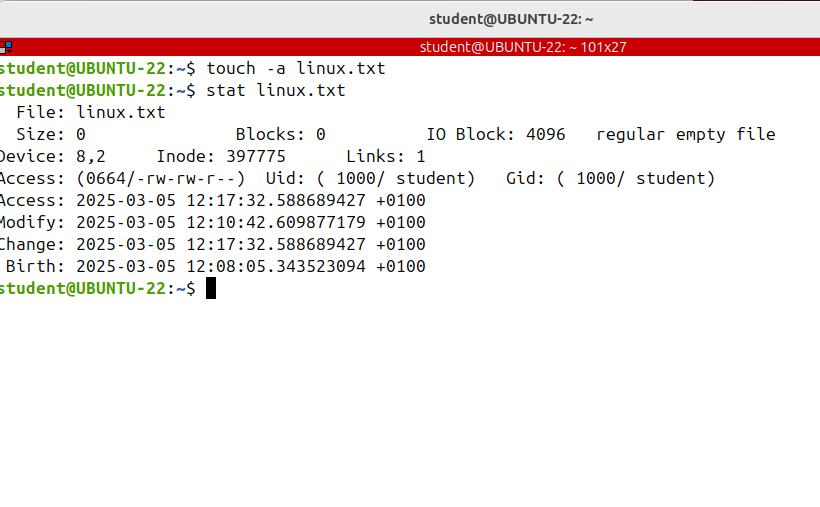 student@UBUNTU-22: ~
student@UBUNTU-22: ~ 101x27
student@UBUNTU-22:~$ touch -a linux.txt
student@UBUNTU-22:~$ stat linux.txt
  File: linux.txt
  Size: 0               Blocks: 0          IO Block: 4096   regular empty file
Device: 8,2     Inode: 397775      Links: 1
Access: (0664/-rw-rw-r--)  Uid: ( 1000/ student)   Gid: ( 1000/ student)
Access: 2025-03-05 12:17:32.588689427 +0100
Modify: 2025-03-05 12:10:42.609877179 +0100
Change: 2025-03-05 12:17:32.588689427 +0100
 Birth: 2025-03-05 12:08:05.343523094 +0100
student@UBUNTU-22:~$